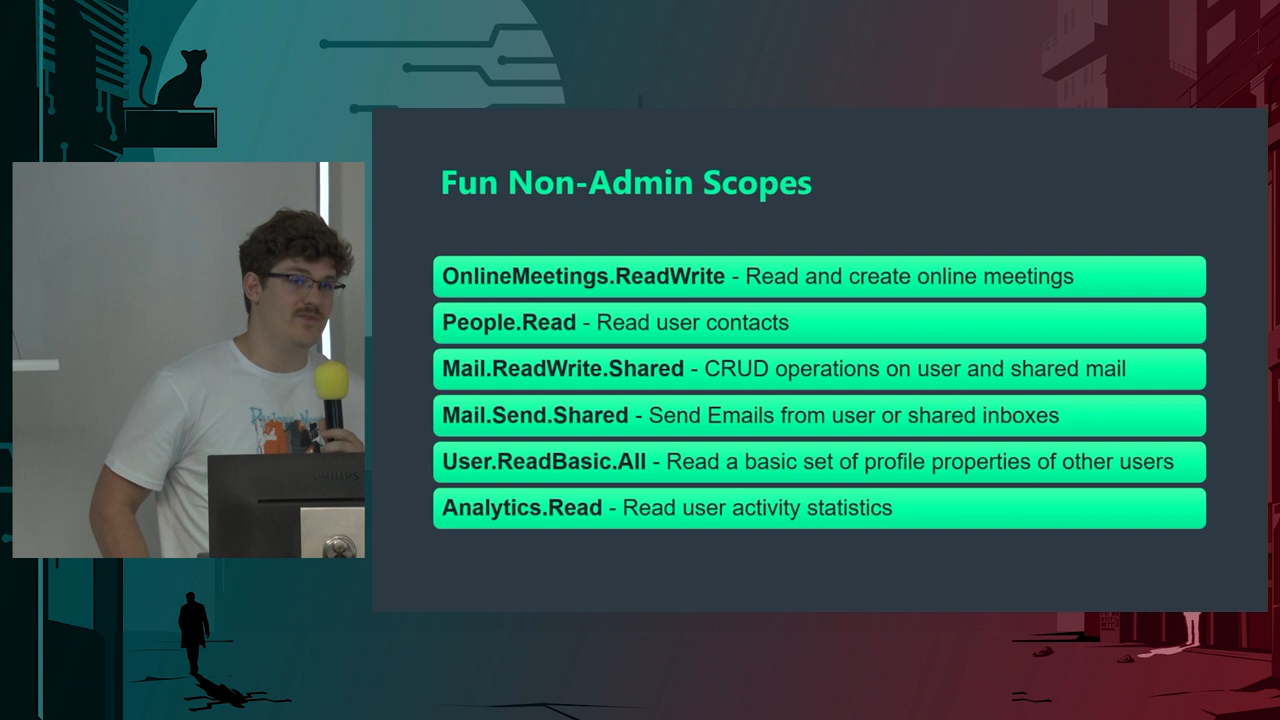 Fun Non-Admin Scopes
OnlineMeetings.ReadWrite - Read and create online meetings
People.Read - Read user contacts
Mail.ReadWrite.Shared - CRUD operations on user and shared mail
Mail.Send.Shared - Send Emails from user or shared inboxes
User.ReadBasic.All - Read a basic set of profile properties of other users
Analytics.Read - Read user activity statistics
PHILIPS